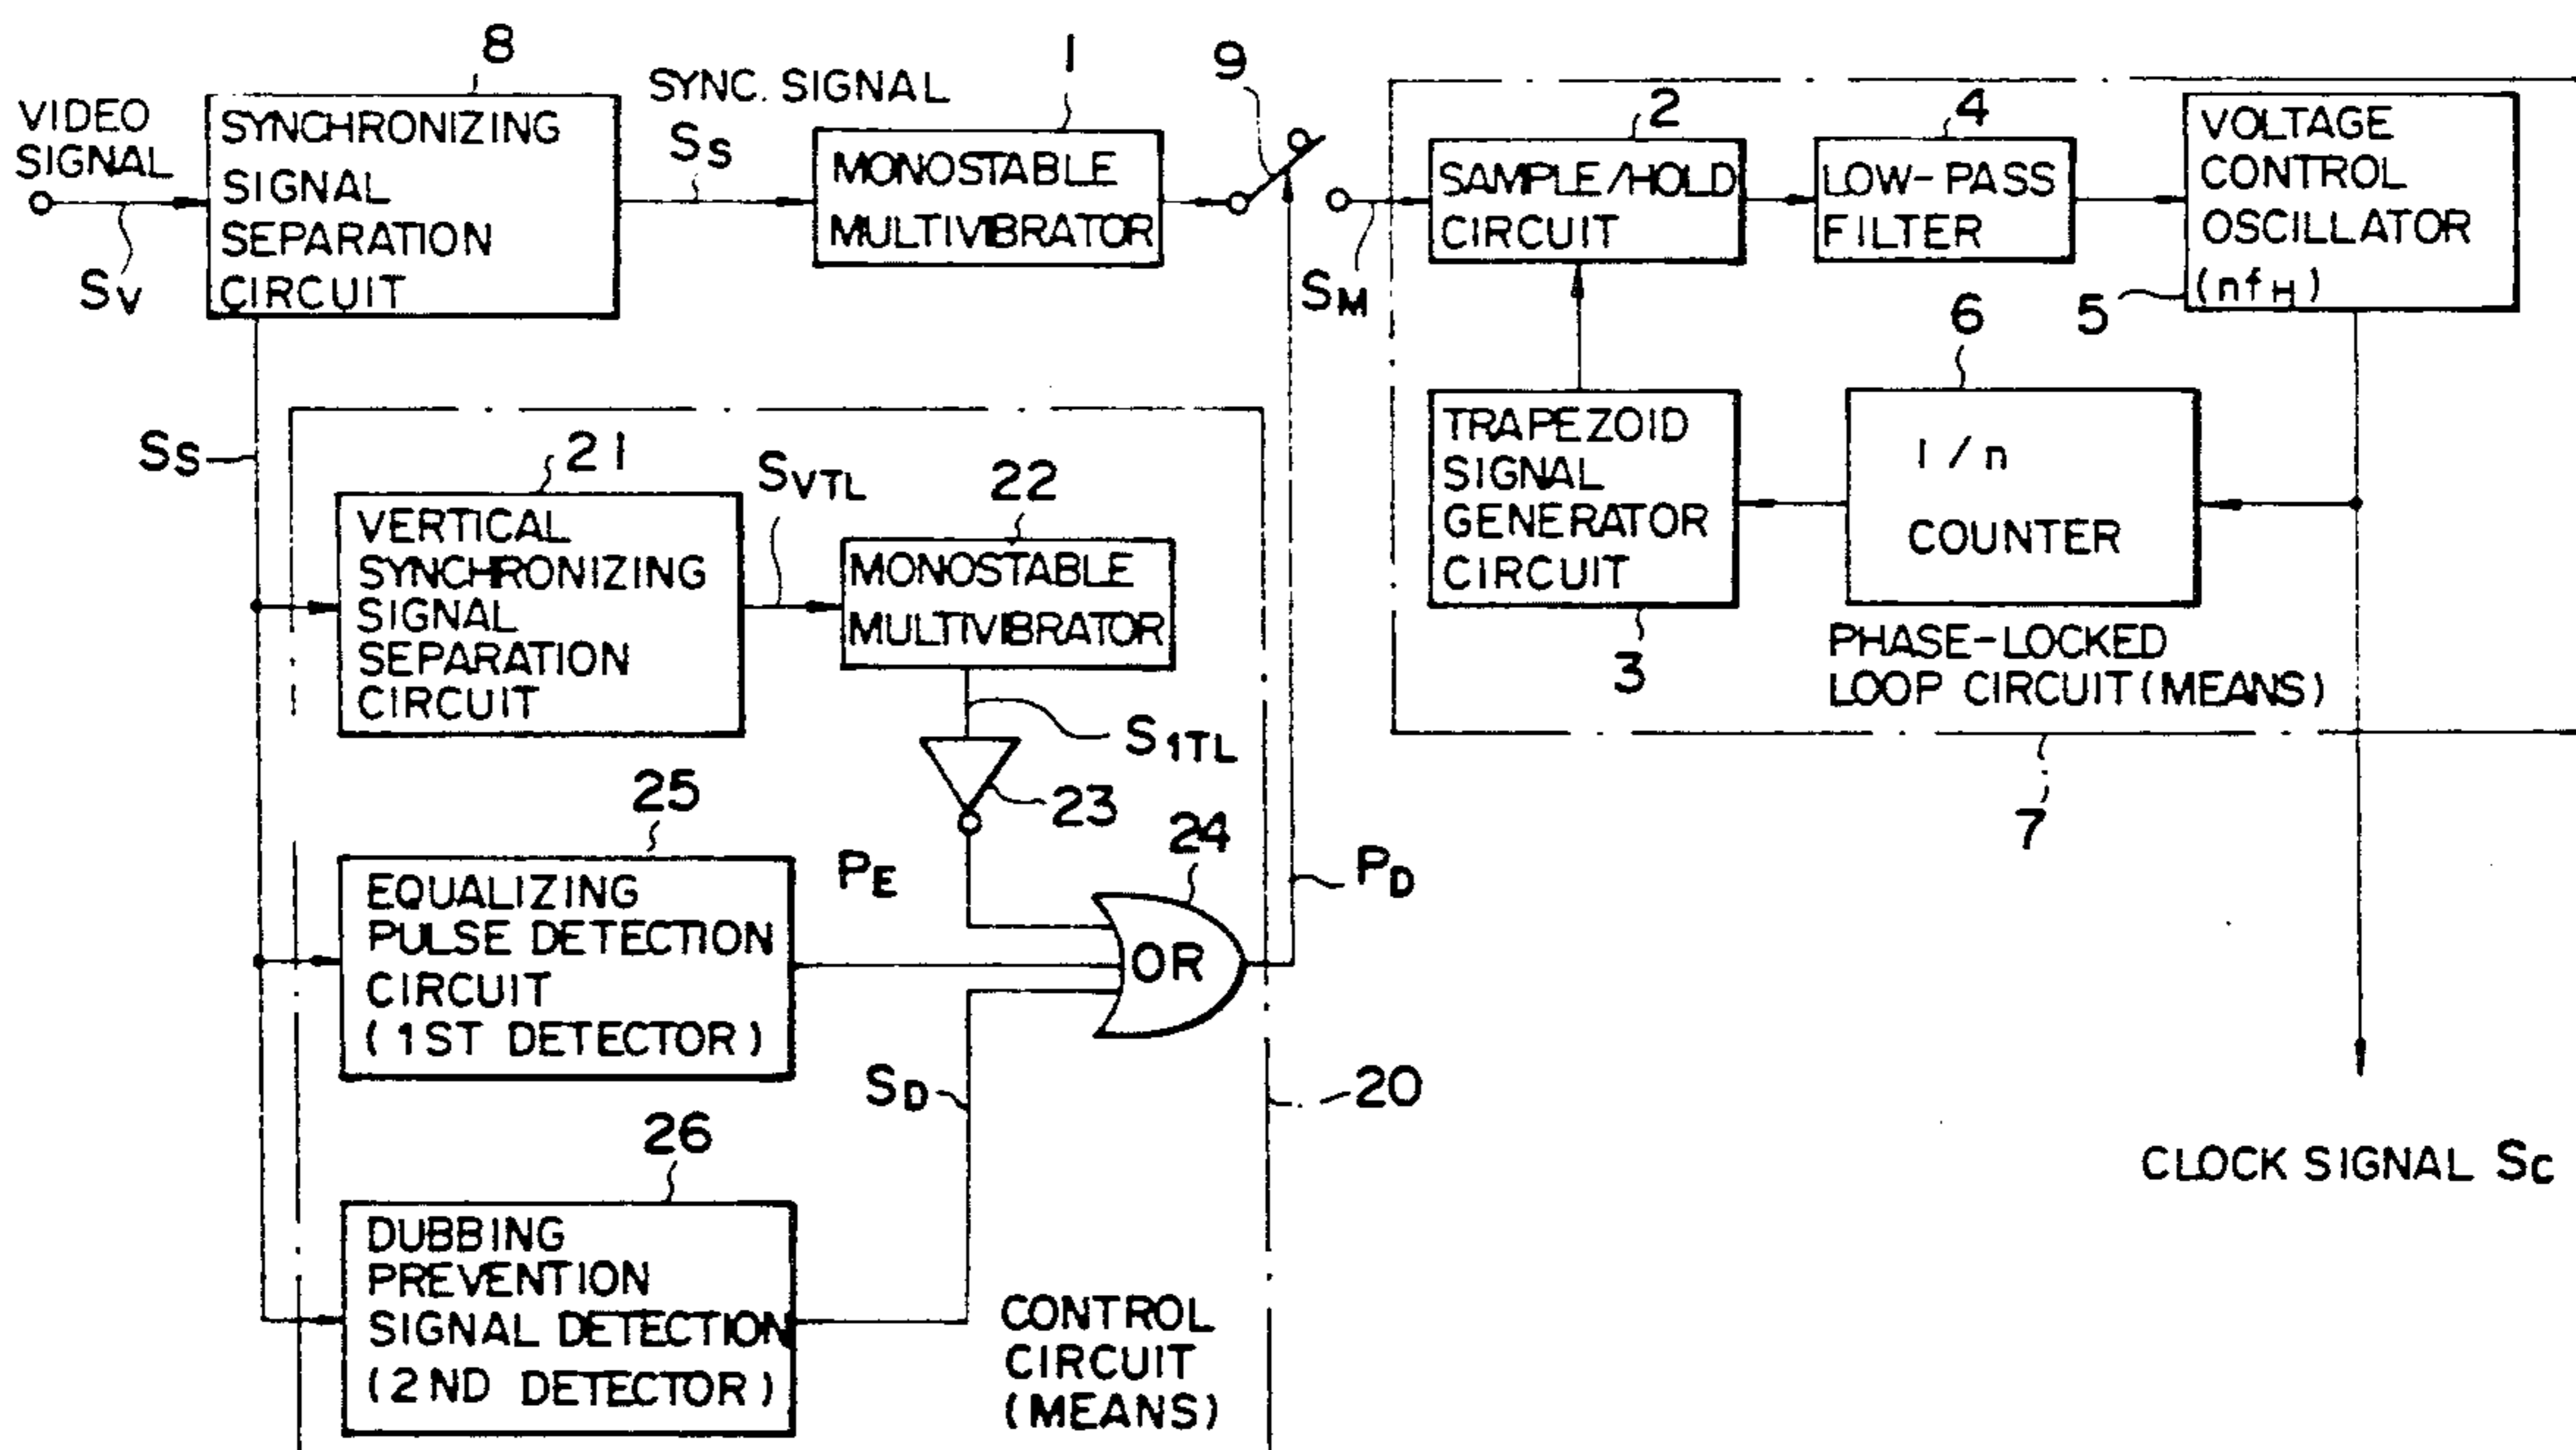 8
VIDEO
SIGNAL
SV
SYNCHRONIZING
SIGNAL
SEPARATION
CIRCUIT
SYNC. SIGNAL
SS
1
MONOSTABLE
MULTIVIBRATOR
9
SM
2
SAMPLE/HOLD
CIRCUIT
4
LOW-PASS
FILTER
VOLTAGE
CONTROL
OSCILLATOR
(nfH)
5
6
1/n
COUNTER
TRAPEZOID
SIGNAL
GENERATOR
CIRCUIT
3
PHASE-LOCKED
LOOP CIRCUIT(MEANS)
7
SS
21
VERTICAL
SYNCHRONIZING
SIGNAL
SEPARATION
CIRCUIT
SVTL
22
MONOSTABLE
MULTIVIBRATOR
S1TL
23
25
EQUALIZING
PULSE DETECTION
CIRCUIT
(1ST DETECTOR)
PE
24
OR
PD
SD
20
26
DUBBING
PREVENTION
SIGNAL DETECTION
(2ND DETECTOR)
CONTROL
CIRCUIT
(MEANS)
CLOCK SIGNAL SC